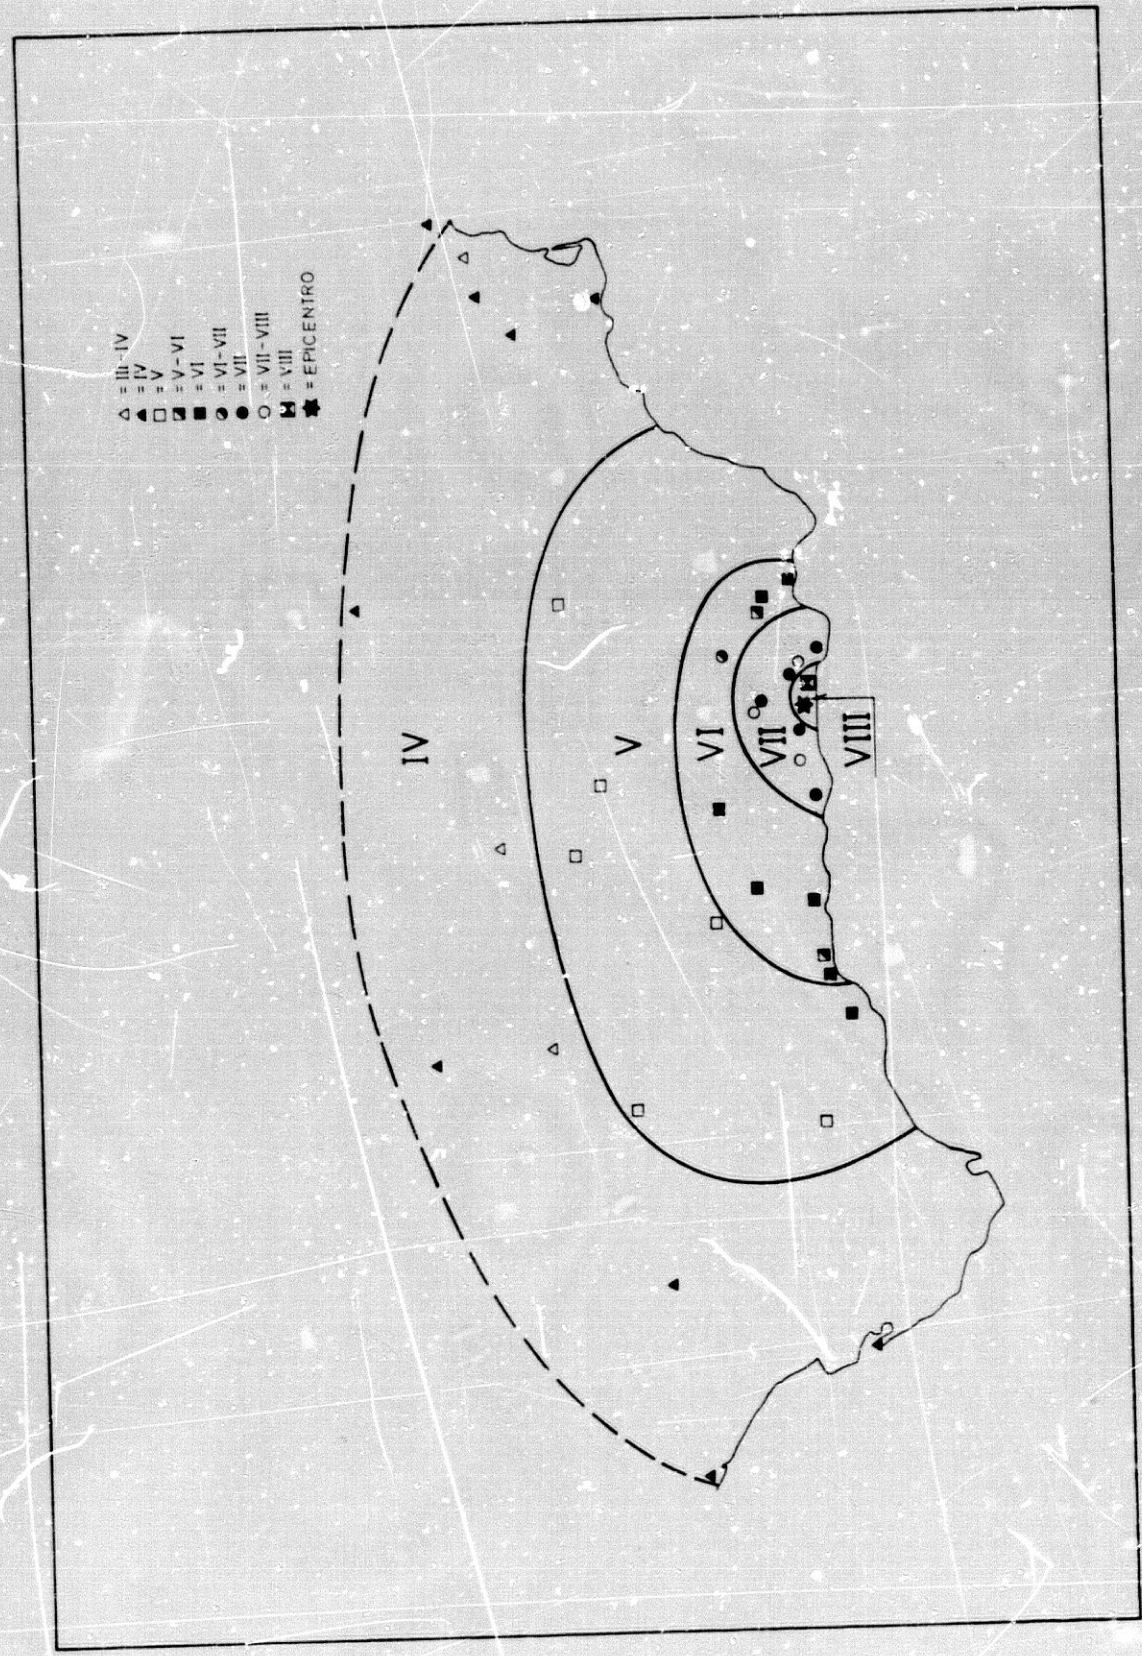 △ = III-IV
▲ = IV
□ = V
◪ = V-VI
■ = VI
◕ = VI-VII
● = VII
○ = VII-VIII
⧗ = VIII
★ = EPICENTRO
IV
V
VI
VII
VIII